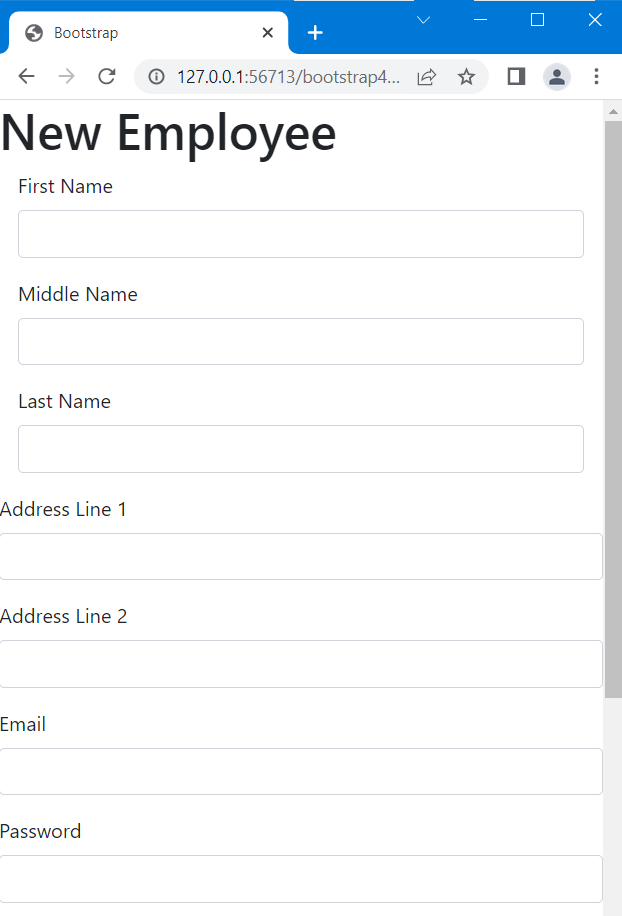 Bootstrap
127.0.0.1:56713/bootstrap4...
New Employee
First Name
Middle Name
Last Name
Address Line 1
Address Line 2
Email
Password